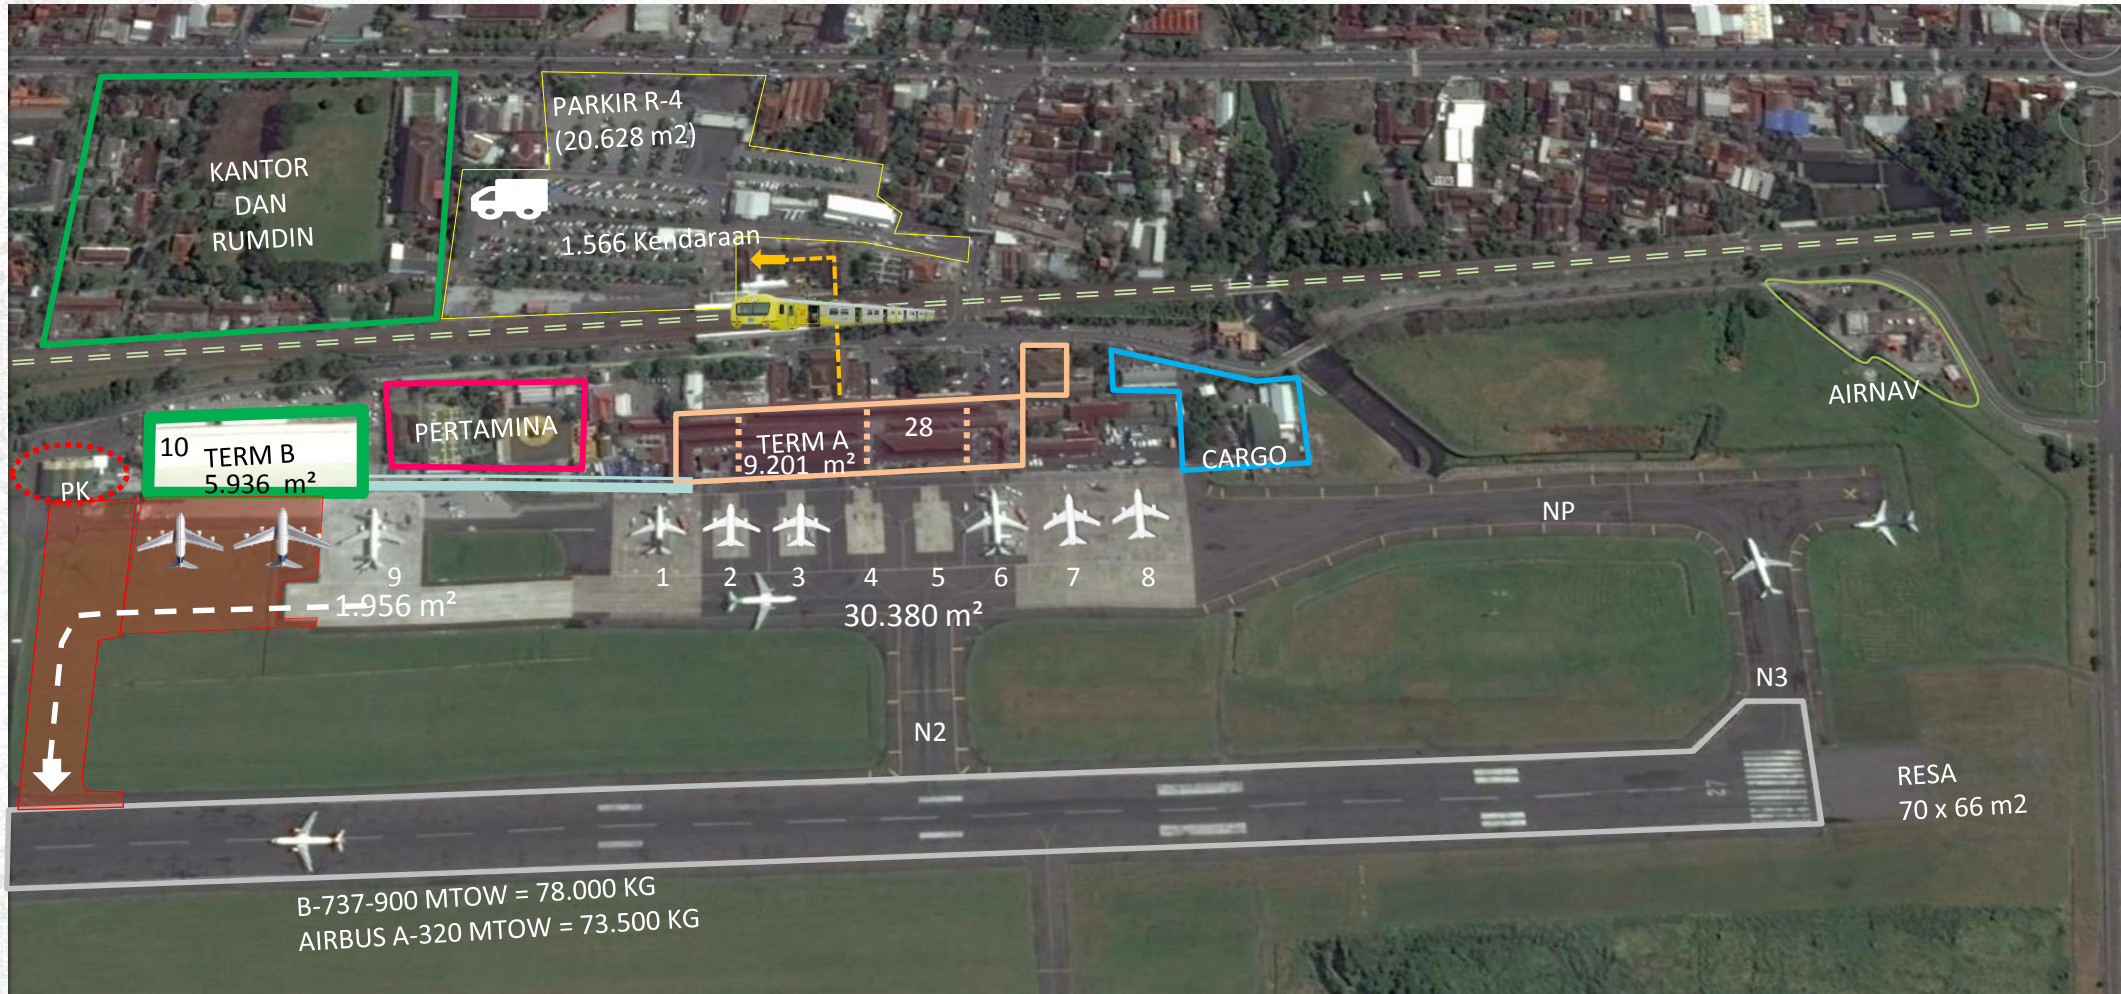 PARKIR R-4
(20.628 m2)
KANTOR
DAN
RUMDIN
1.566 Kendaraan
AIRNAV
PERTAMINA
10
TERM B
5.936 m²
TERM A
9.201 m²
28
CARGO
PK
NP
9
1
2
3
4
5
6
7
8
1.956 m²
30.380 m²
N3
N2
27
RESA
70 x 66 m2
B-737-900 MTOW = 78.000 KG
AIRBUS A-320 MTOW = 73.500 KG